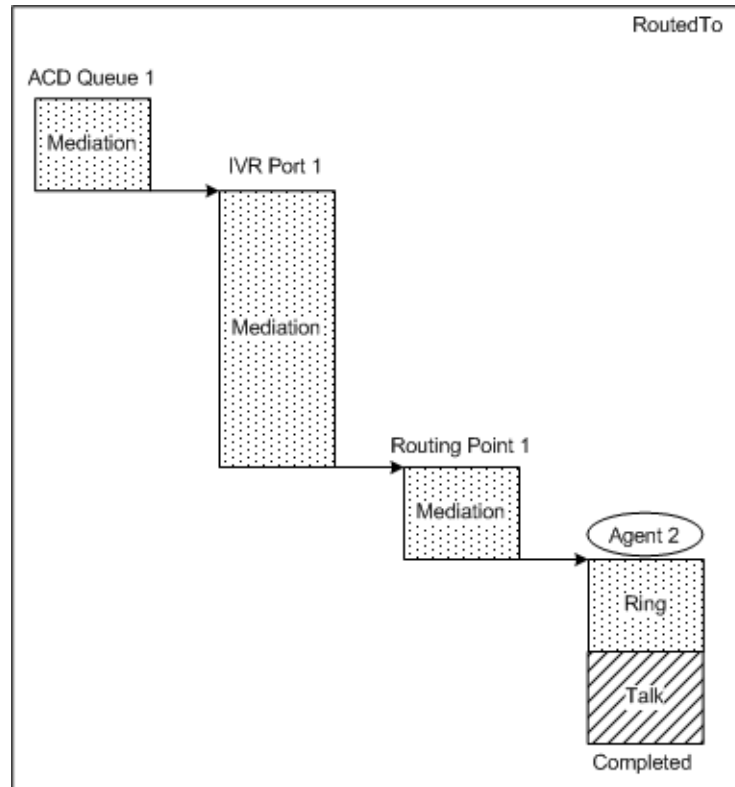 RoutedTo
ACD Queue 1
Mediation
IVR Port 1
Mediation
Routing Point 1
Mediation
Agent 2
Ring
Talk
Completed